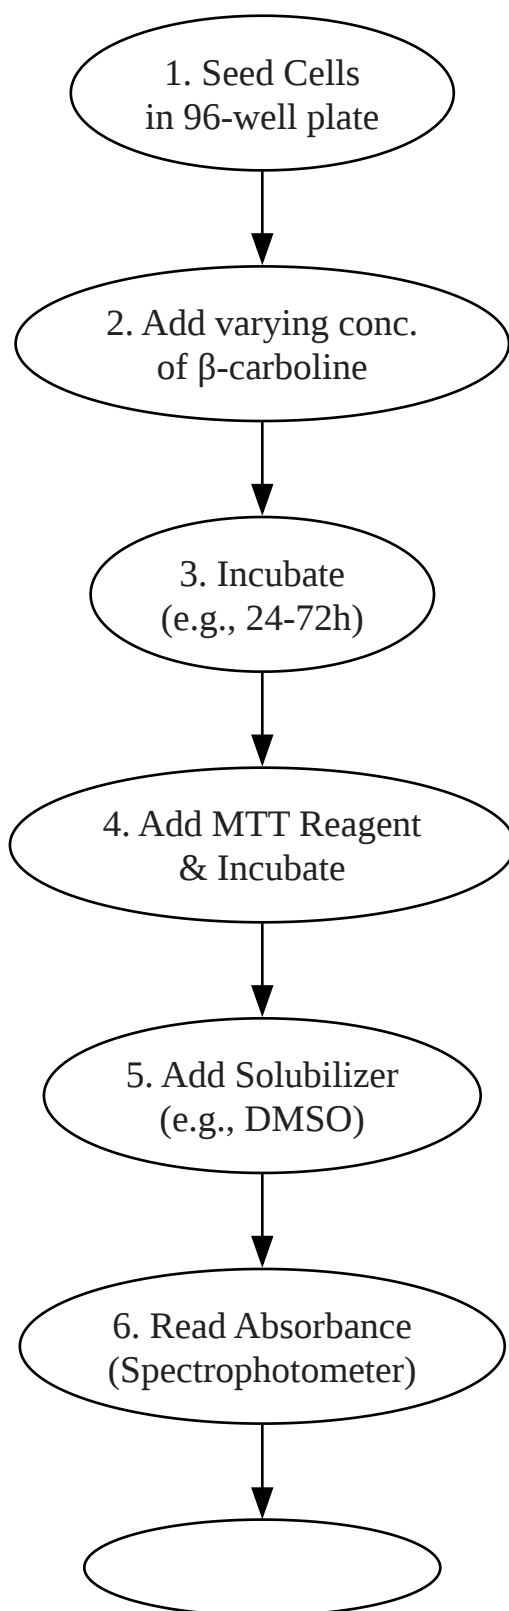 1. Seed Cells
in 96-well plate
2. Add varying conc.
of β-carboline
3. Incubate
(e.g., 24-72h)
4. Add MTT Reagent
& Incubate
5. Add Solubilizer
(e.g., DMSO)
6. Read Absorbance
(Spectrophotometer)